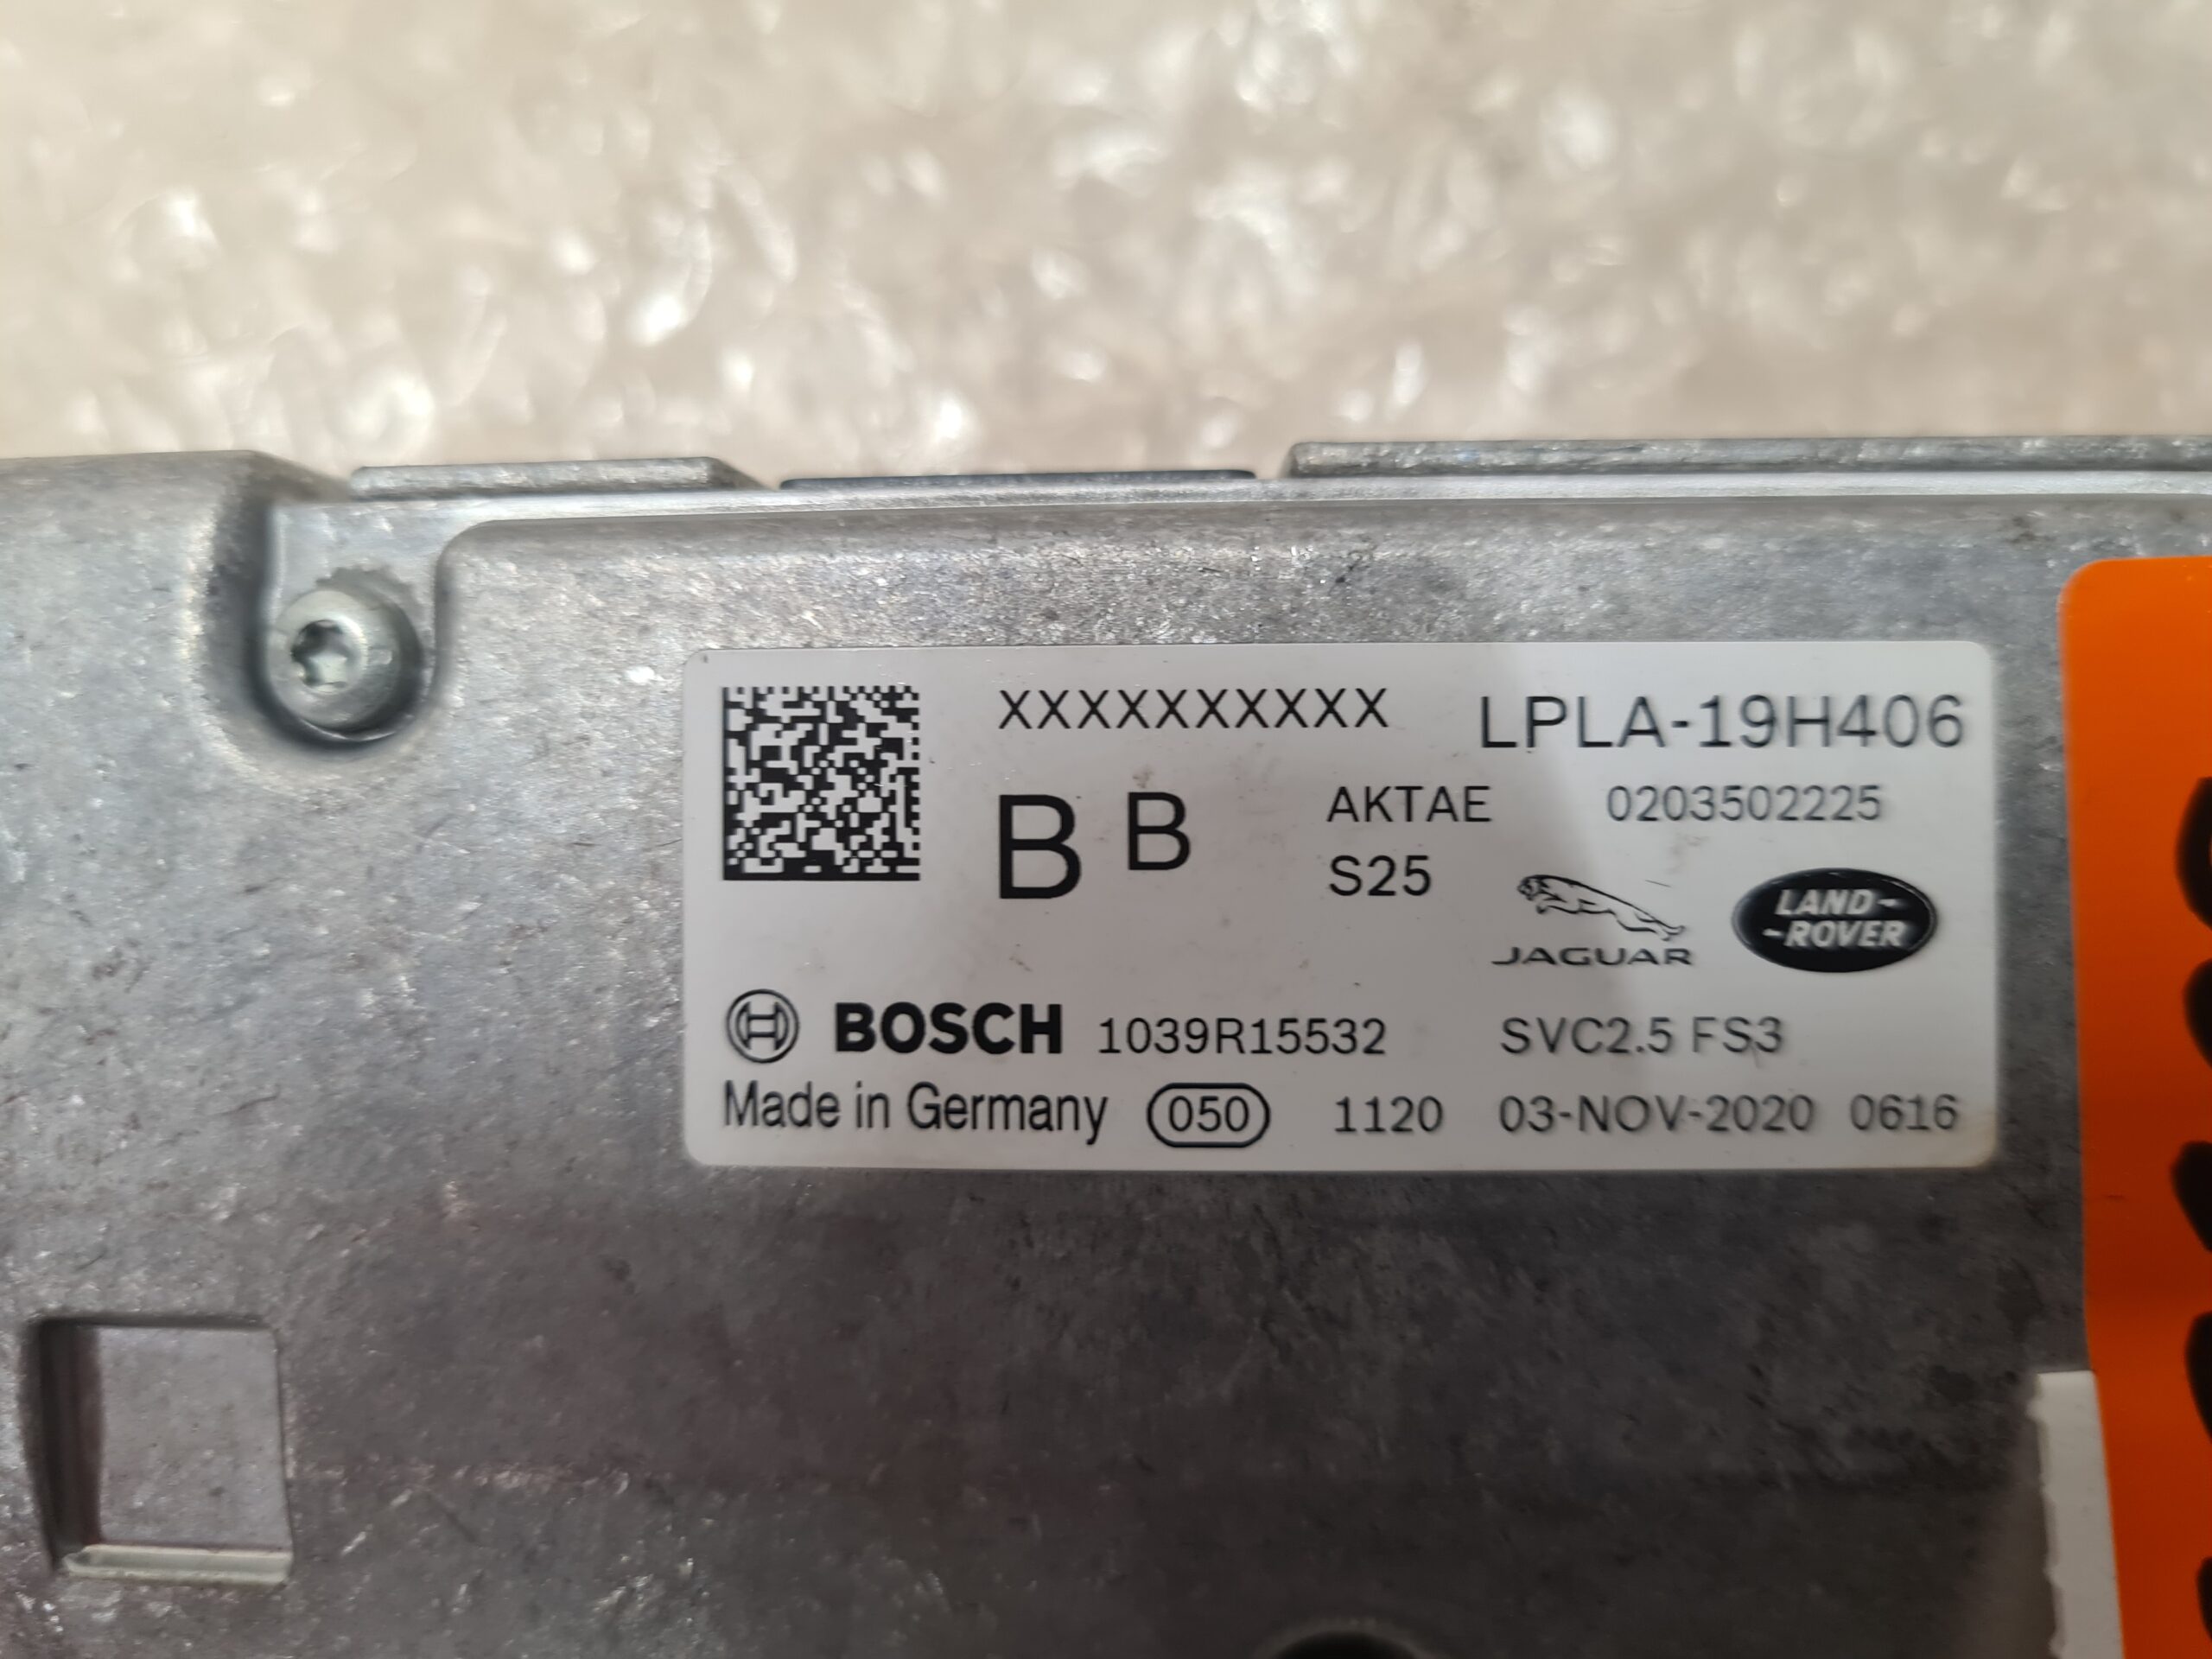 XXXXXXXXXX LPLA-19H406
B B AKTAE 0203502225
S25
JAGUAR
LAND-
-ROVER
BOSCH 1039R15532 SVC2.5 FS3
Made in Germany 050 1120 03-NOV-2020 0616